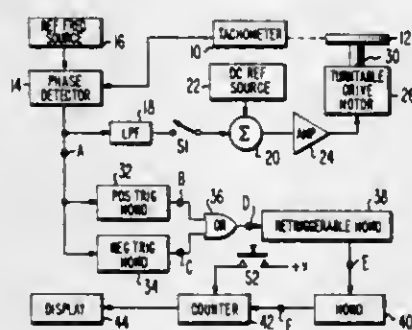 REF FREQ
SOURCE
16
TACHOMETER
10
12
30
14
PHASE
DETECTOR
22
DC REF
SOURCE
TURNTABLE
DRIVE
MOTOR
26
18
LPF
S1
Σ
20
AMP
24
A
32
POS TRIG
MONO
B
36
OR
D
38
RETRIGGERABLE MONO
NEG TRIG
MONO
C
34
S2
+V
E
DISPLAY
44
COUNTER
42
F
MONO
40